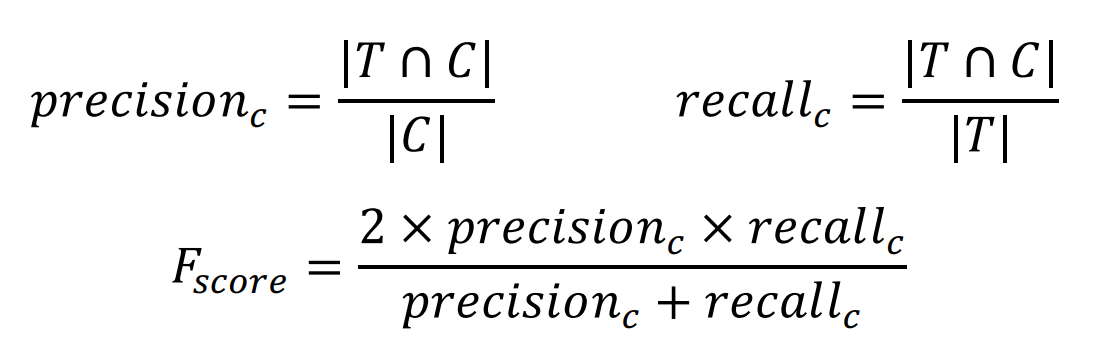 precision_c = |T ∩ C| / |C|
recall_c = |T ∩ C| / |T|
F_score = 2 × precision_c × recall_c / precision_c + recall_c